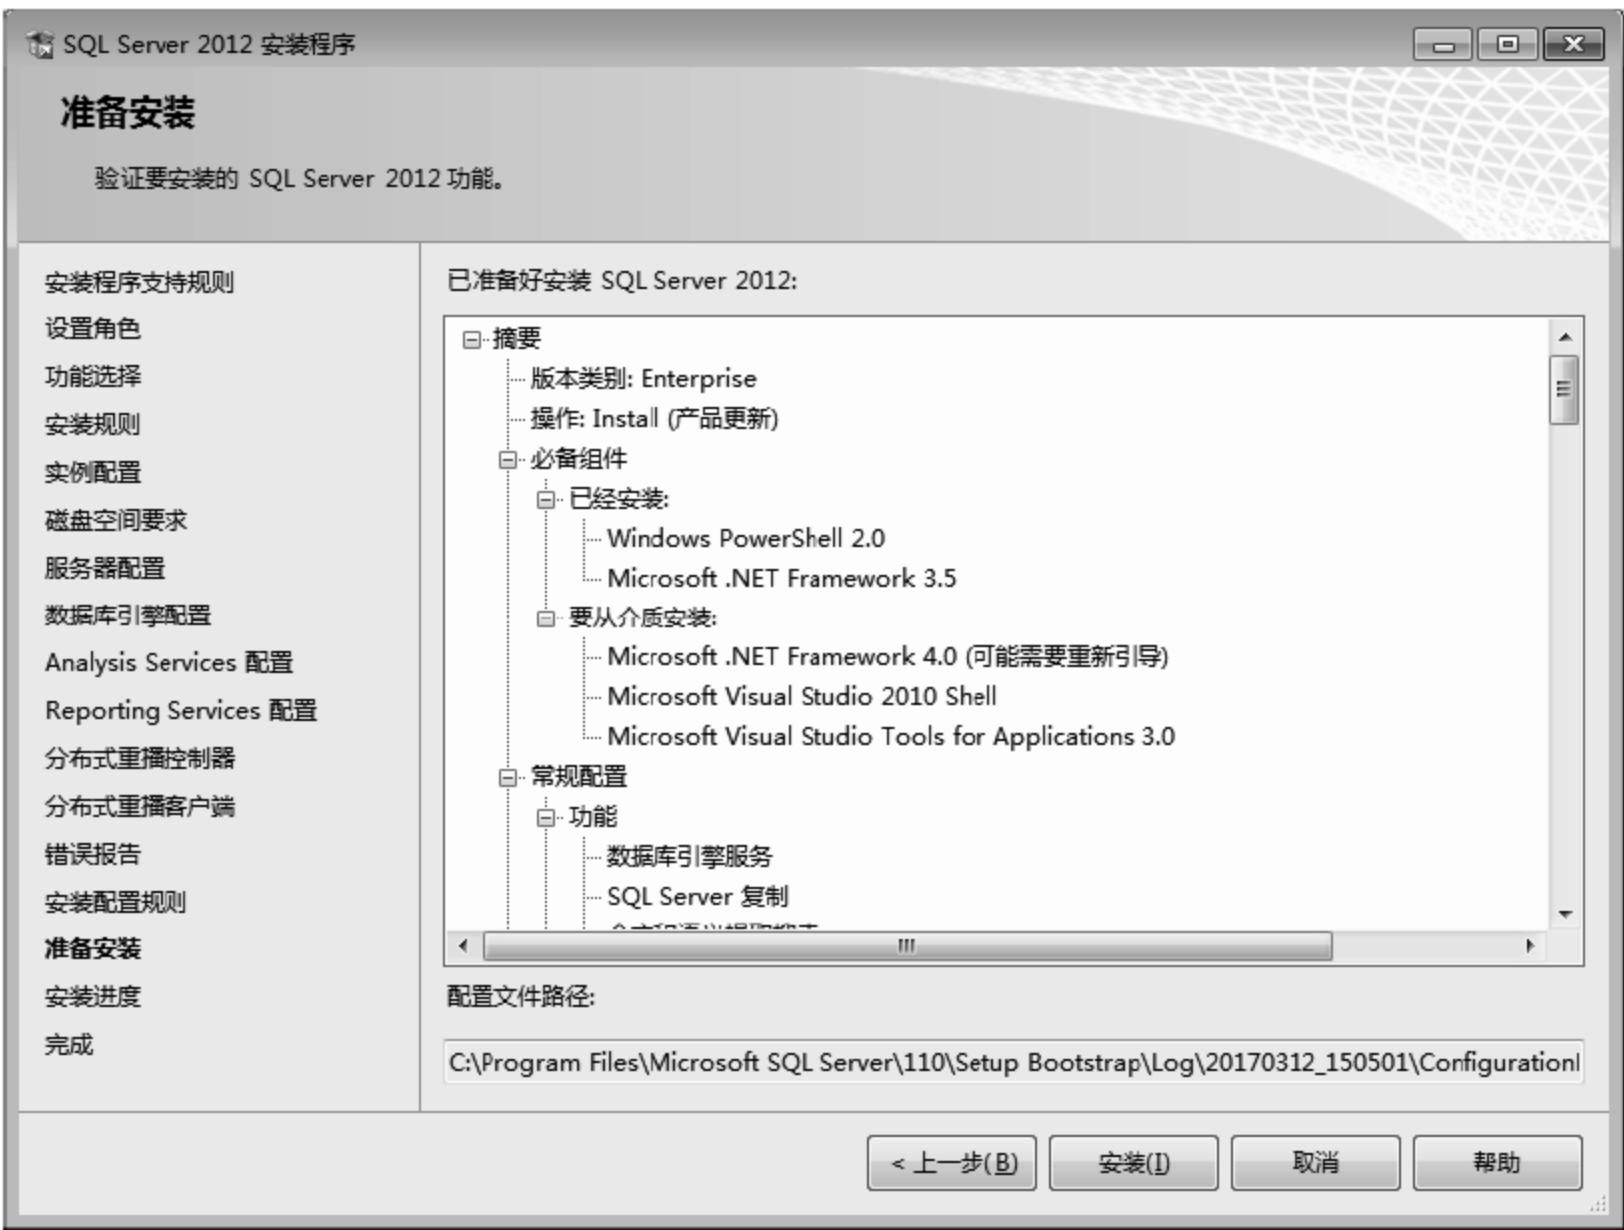 SQL Server 2012 安装程序
准备安装
验证要安装的 SQL Server 2012 功能。
安装程序支持规则
设置角色
功能选择
安装规则
实例配置
磁盘空间要求
服务器配置
数据库引擎配置
Analysis Services 配置
Reporting Services 配置
分布式重播控制器
分布式重播客户端
错误报告
安装配置规则
准备安装
安装进度
完成
已准备好安装 SQL Server 2012:
摘要
版本类别: Enterprise
操作: Install (产品更新)
必备组件
已经安装:
Windows PowerShell 2.0
Microsoft .NET Framework 3.5
要从介质安装:
Microsoft .NET Framework 4.0 (可能需要重新引导)
Microsoft Visual Studio 2010 Shell
Microsoft Visual Studio Tools for Applications 3.0
常规配置
功能
数据库引擎服务
SQL Server 复制
配置文件路径:
C:\Program Files\Microsoft SQL Server\110\Setup Bootstrap\Log\20170312_150501\Configuration
< 上一步(B)
安装(I)
取消
帮助